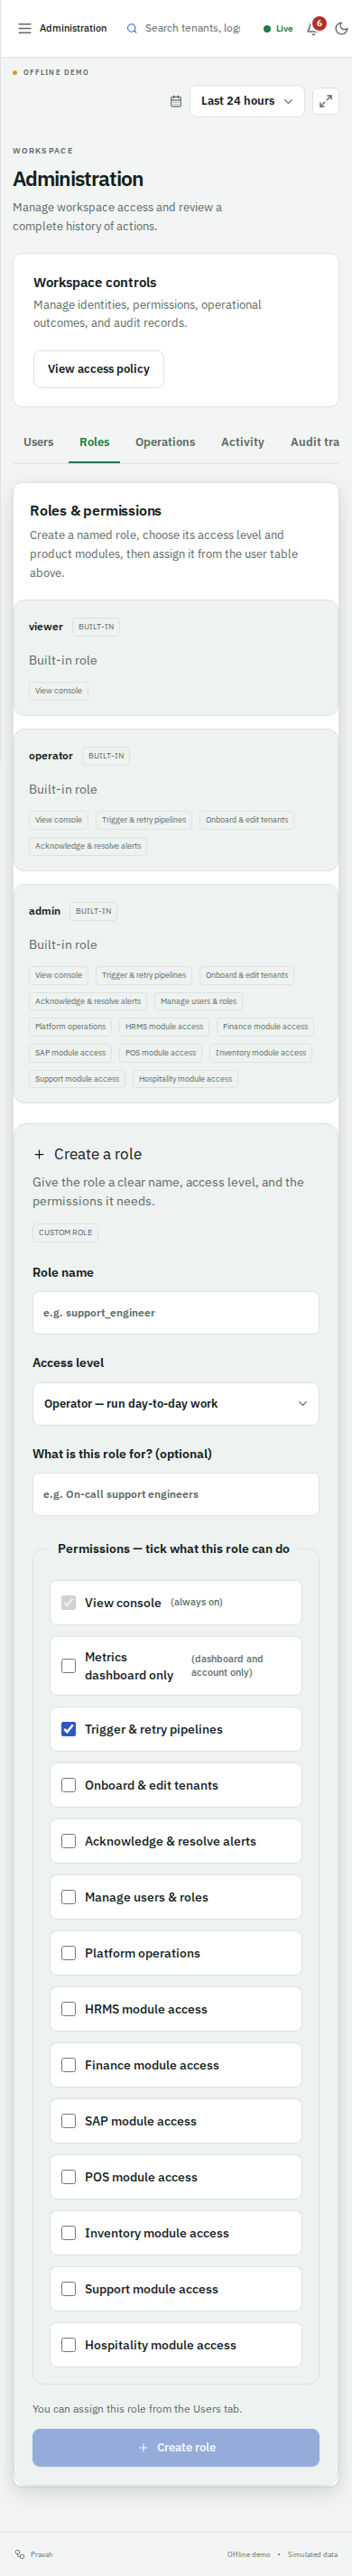 Administration
Search tenants, log
Live
6
OFFLINE DEMO
Last 24 hours
WORKSPACE
Administration
Manage workspace access and review a
complete history of actions.
Workspace controls
Manage identities, permissions, operational
outcomes, and audit records.
View access policy
Users Roles Operations Activity Audit tra
Roles & permissions
Create a named role, choose its access level and
product modules, then assign it from the user table
above.
viewer BUILT-IN
Built-in role
View console
operator BUILT-IN
Built-in role
View console Trigger & retry pipelines Onboard & edit tenants
Acknowledge & resolve alerts
admin BUILT-IN
Built-in role
View console Trigger & retry pipelines Onboard & edit tenants
Acknowledge & resolve alerts Manage users & roles
Platform operations HRMS module access Finance module access
SAP module access POS module access Inventory module access
Support module access Hospitality module access
+ Create a role
Give the role a clear name, access level, and the
permissions it needs.
CUSTOM ROLE
Role name
e.g. support_engineer
Access level
Operator — run day-to-day work
What is this role for? (optional)
e.g. On-call support engineers
Permissions — tick what this role can do
View console (always on)
Metrics
dashboard only
(dashboard and
account only)
Trigger & retry pipelines
Onboard & edit tenants
Acknowledge & resolve alerts
Manage users & roles
Platform operations
HRMS module access
Finance module access
SAP module access
POS module access
Inventory module access
Support module access
Hospitality module access
You can assign this role from the Users tab.
+ Create role
Pravah
Offline demo • Simulated data